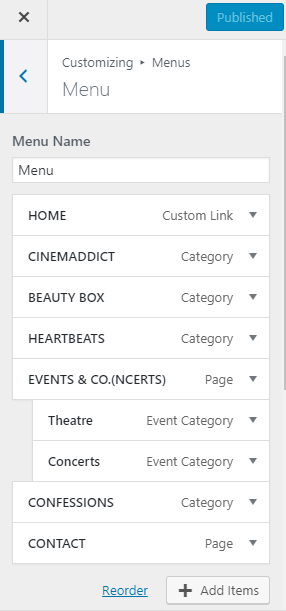 Published
Customizing ▸ Menus
Menu
Menu Name
Menu
HOME Custom Link
CINEMADDICT Category
BEAUTY BOX Category
HEARTBEATS Category
EVENTS & CO.(NCERTS) Page
Theatre Event Category
Concerts Event Category
CONFESSIONS Category
CONTACT Page
Reorder Add Items